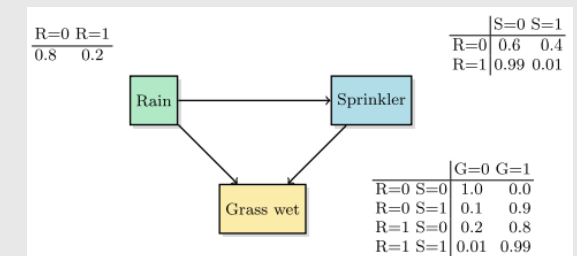 R=0 R=1
0.8 0.2
S=0 S=1
R=0 0.6 0.4
R=1 0.99 0.01
Rain
Sprinkler
Grass wet
G=0 G=1
R=0 S=0 1.0 0.0
R=0 S=1 0.1 0.9
R=1 S=0 0.2 0.8
R=1 S=1 0.01 0.99